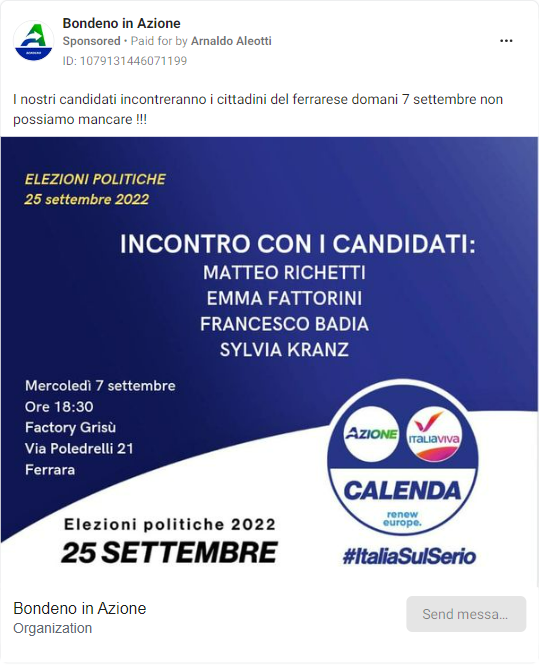 Bondeno in Azione
Sponsored • Paid for by Arnaldo Aleotti
ID: 1079131446071199
I nostri candidati incontreranno i cittadini del ferrarese domani 7 settembre non
possiamo mancare !!!
ELEZIONI POLITICHE
25 settembre 2022
INCONTRO CON I CANDIDATI:
MATTEO RICHETTI
EMMA FATTORINI
FRANCESCO BADIA
SYLVIA KRANZ
Mercoledì 7 settembre
Ore 18:30
Factory Grisù
Via Poledrelli 21
Ferrara
AZIONE
ITALIAVIVA
CALENDA
renew
europe.
Elezioni politiche 2022
25 SETTEMBRE
#ItaliaSulSerio
Bondeno in Azione
Organization
Send messa...